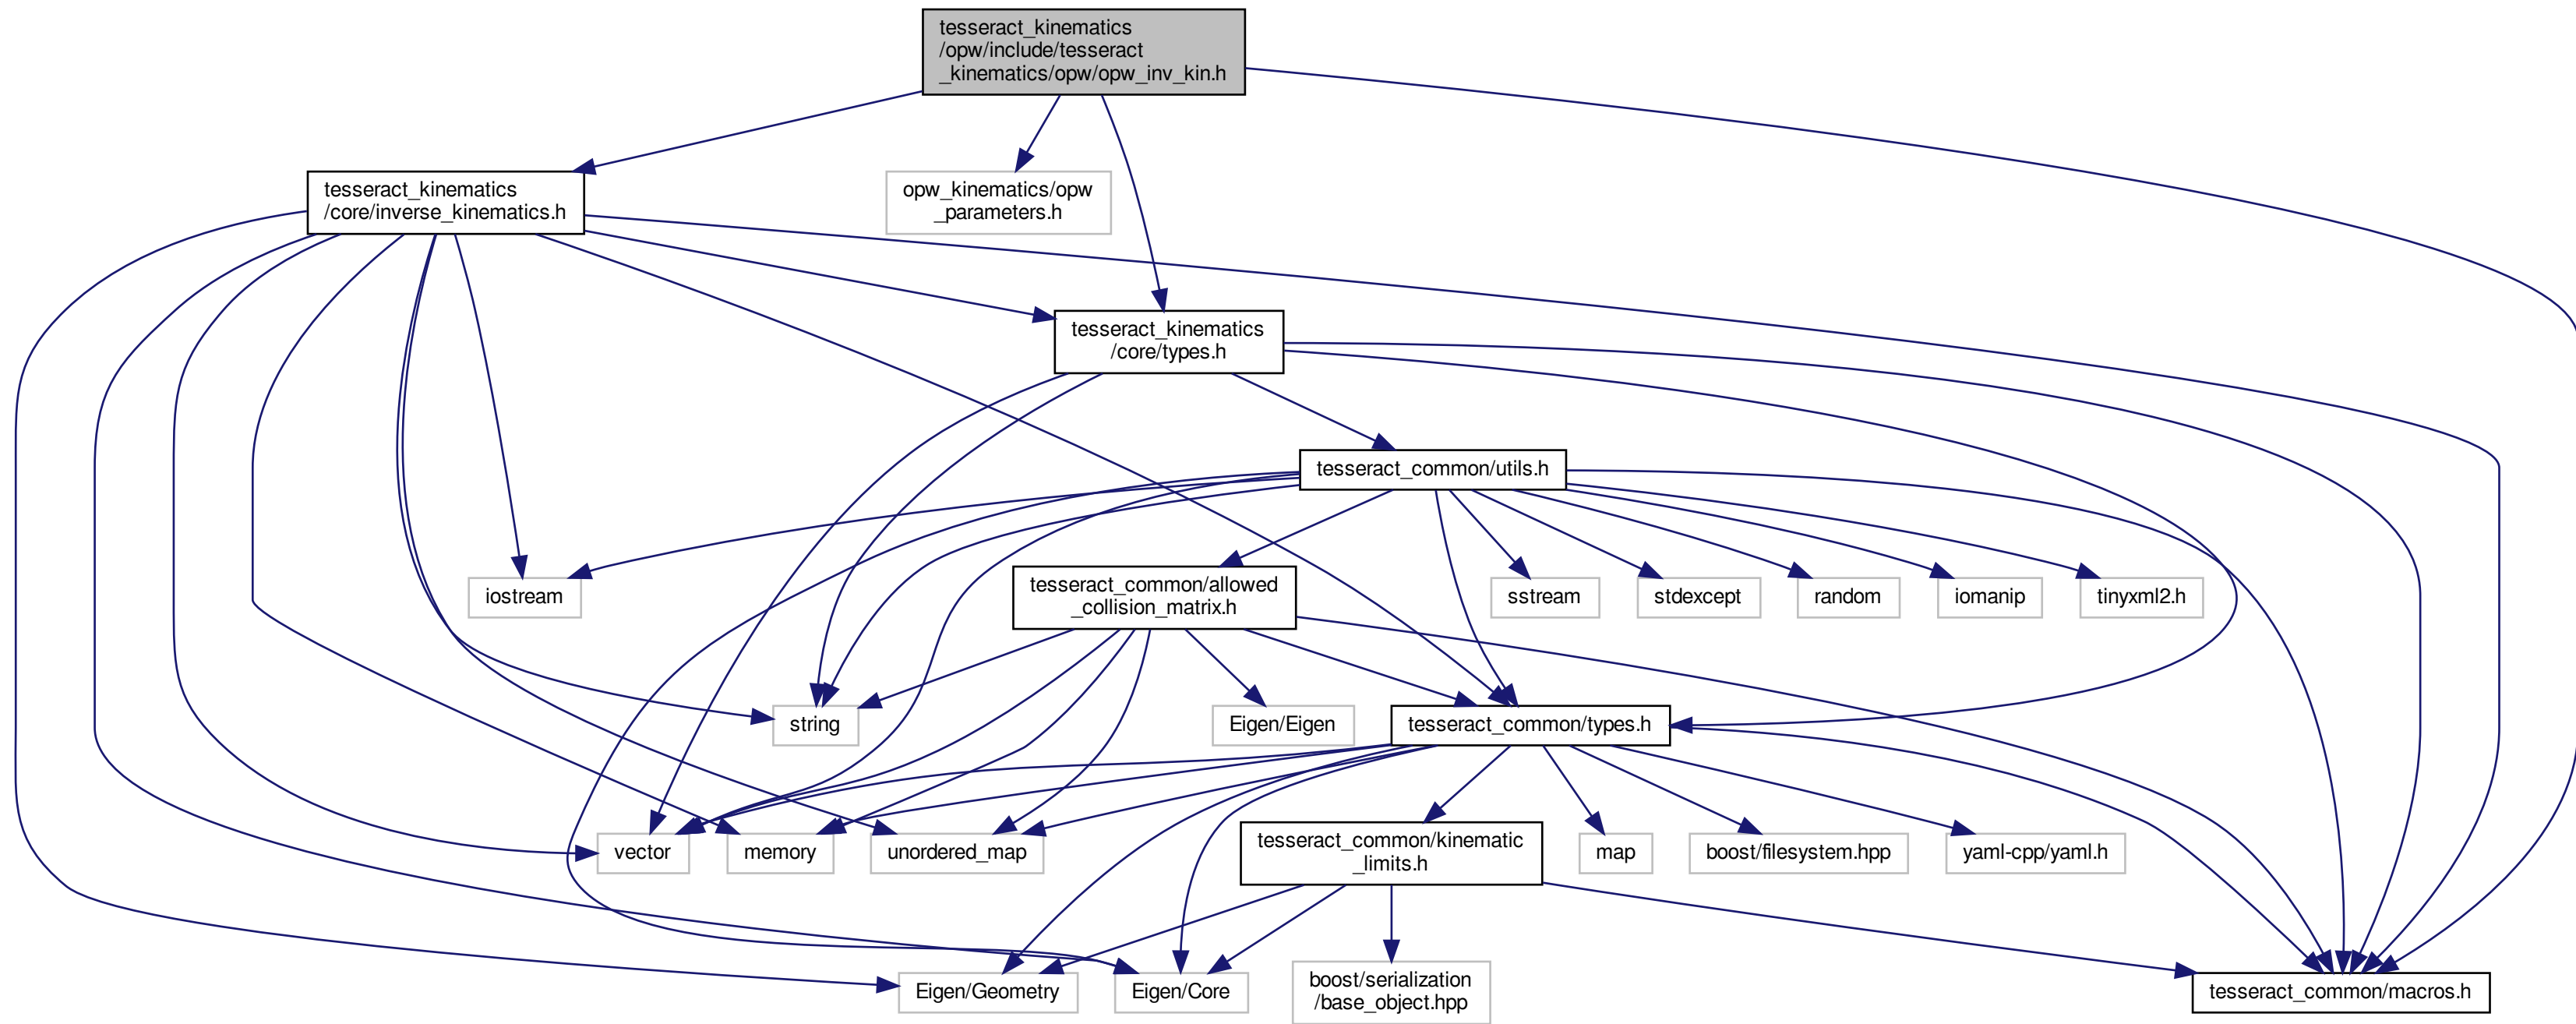 tesseract_kinematics
/opw/include/tesseract
_kinematics/opw/opw_inv_kin.h
tesseract_kinematics
/core/inverse_kinematics.h
opw_kinematics/opw
_parameters.h
tesseract_kinematics
/core/types.h
tesseract_common/utils.h
iostream
tesseract_common/allowed
_collision_matrix.h
sstream
stdexcept
random
iomanip
tinyxml2.h
string
Eigen/Eigen
tesseract_common/types.h
vector
memory
unordered_map
tesseract_common/kinematic
_limits.h
map
boost/filesystem.hpp
yaml-cpp/yaml.h
Eigen/Geometry
Eigen/Core
boost/serialization
/base_object.hpp
tesseract_common/macros.h